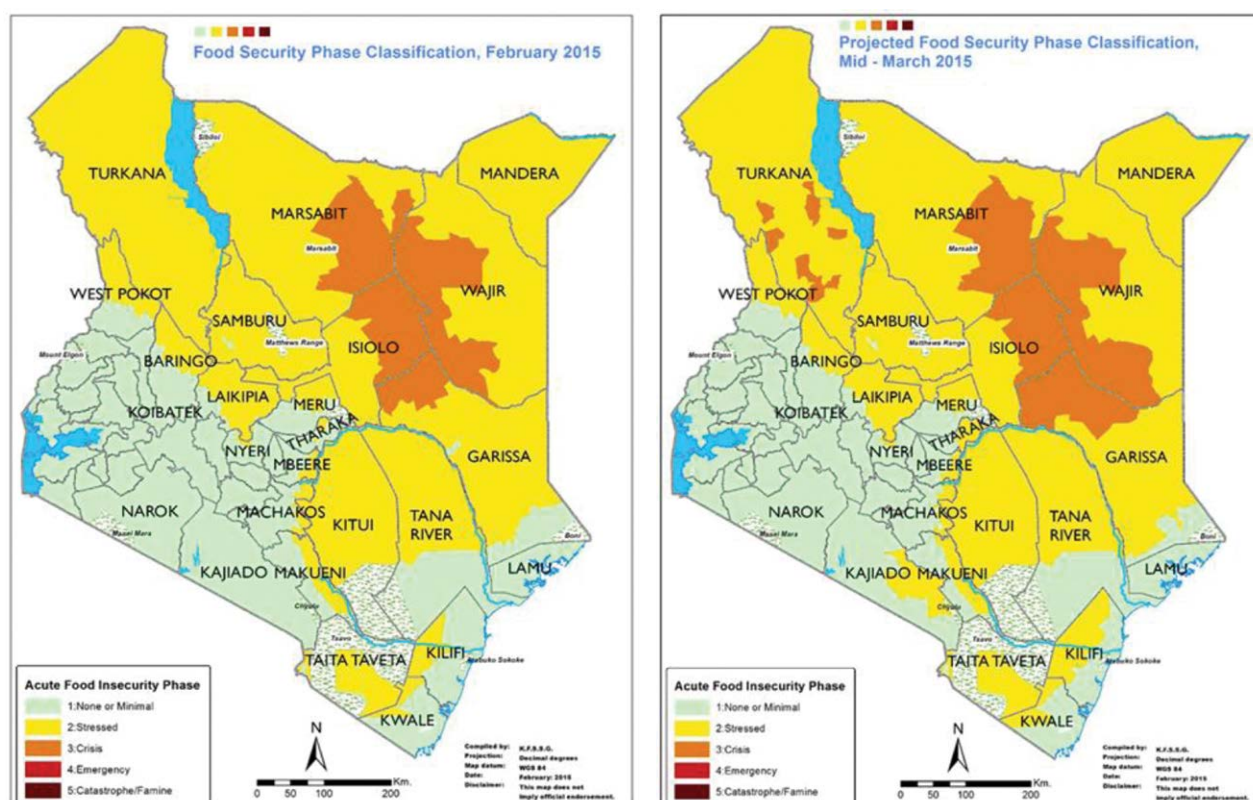 Food Security Phase Classification, February 2015
TURKANA
Sibiloi
MANDERA
MARSABIT
Marsabit
WAJIR
WEST POKOT
SAMBURU
Matthews Range
ISIOLO
Mount Elgon
BARINGO
LAIKIPIA
KOIBATEK
MERU
THARAKA
NYERI
MBEERE
GARISSA
NAROK
MACHAKOS
KITUI
TANA
RIVER
Masai Mara
Boni
LAMU
KAJIADO
MAKUENI
Chyulu
Tsavo
TAITA TAVETA
KILIFI
KWALE
Acute Food Insecurity Phase
1:None or Minimal
2:Stressed
3:Crisis
4:Emergency
5:Catastrophe/Famine
N
0 50 100 200 Km.
Compiled by: K.F.S.S.G.
Projection: Decimal degrees
Map datum: WGS 84
Date: February: 2015
Disclaimer: This map does not
imply official endorsement.
Projected Food Security Phase Classification,
Mid - March 2015
TURKANA
Sibiloi
MANDERA
MARSABIT
Marsabit
WAJIR
WEST POKOT
SAMBURU
Matthews Range
ISIOLO
Mount Elgon
BARINGO
LAIKIPIA
KOIBATEK
MERU
THARAKA
NYERI
MBEERE
GARISSA
NAROK
MACHAKOS
KITUI
TANA
RIVER
Masai Mara
Boni
LAMU
KAJIADO
MAKUENI
Chyulu
Tsavo
TAITA TAVETA
KILIFI
KWALE
Acute Food Insecurity Phase
1:None or Minimal
2:Stressed
3:Crisis
4:Emergency
5:Catastrophe/Famine
N
0 50 100 200 Km.
Compiled by: K.F.S.S.G.
Projection: Decimal degrees
Map datum: WGS 84
Date: February: 2015
Disclaimer: This map does not
imply official endorsement.